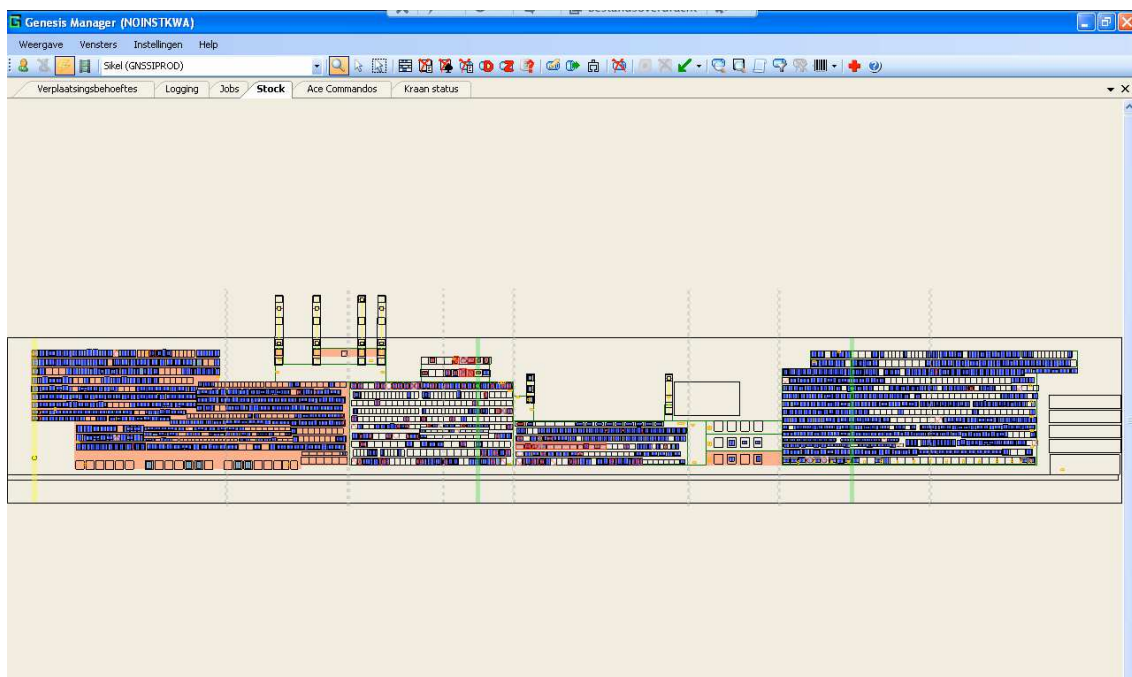 Genesis Manager (NOINSTKWA)
Weergave Vensters Instellingen Help
Sikel (GNSSIPROD)
Verplaatsingsbehoeftes Logging Jobs Stock Ace Commandos Kraan status